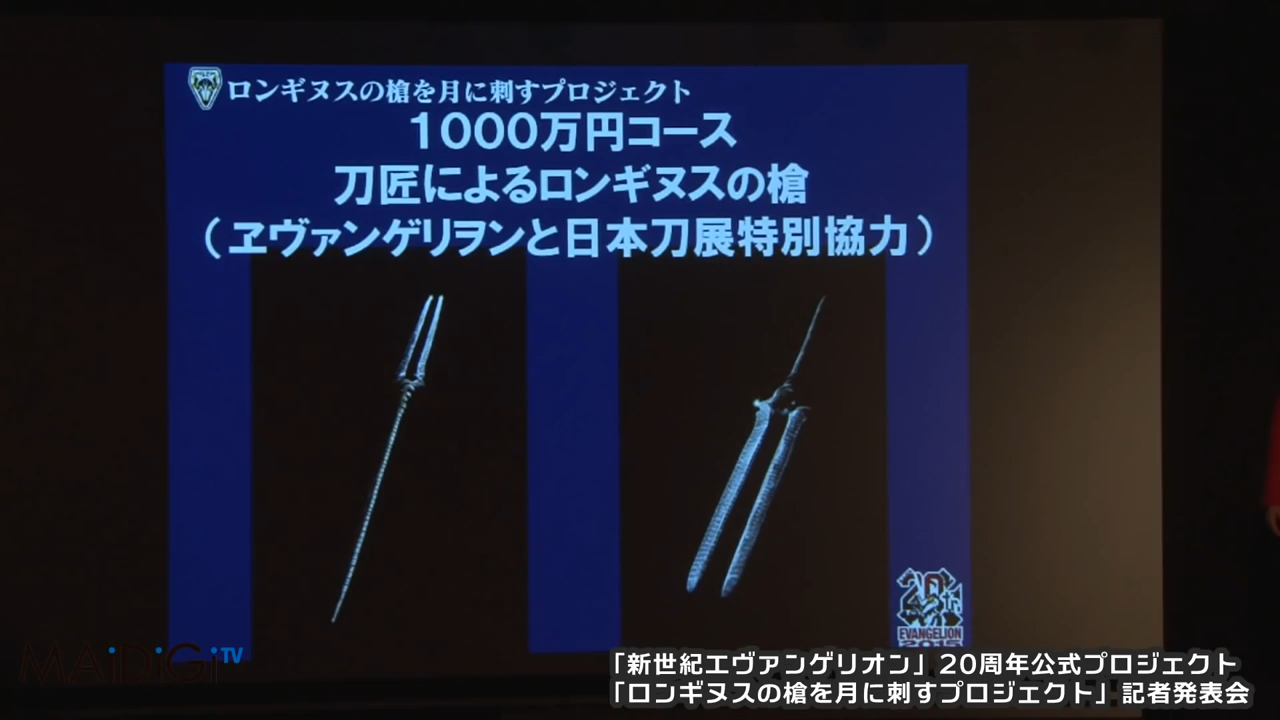 ロンギヌスの槍を月に刺すプロジェクト
1000万円コース
刀匠によるロンギヌスの槍
(ヱヴァンゲリヲンと日本刀展特別協力)
20th
EVANGELION
2015
MAiDiGiTV
「新世紀エヴァンゲリオン」20周年公式プロジェクト
「ロンギヌスの槍を月に刺すプロジェクト」記者発表会